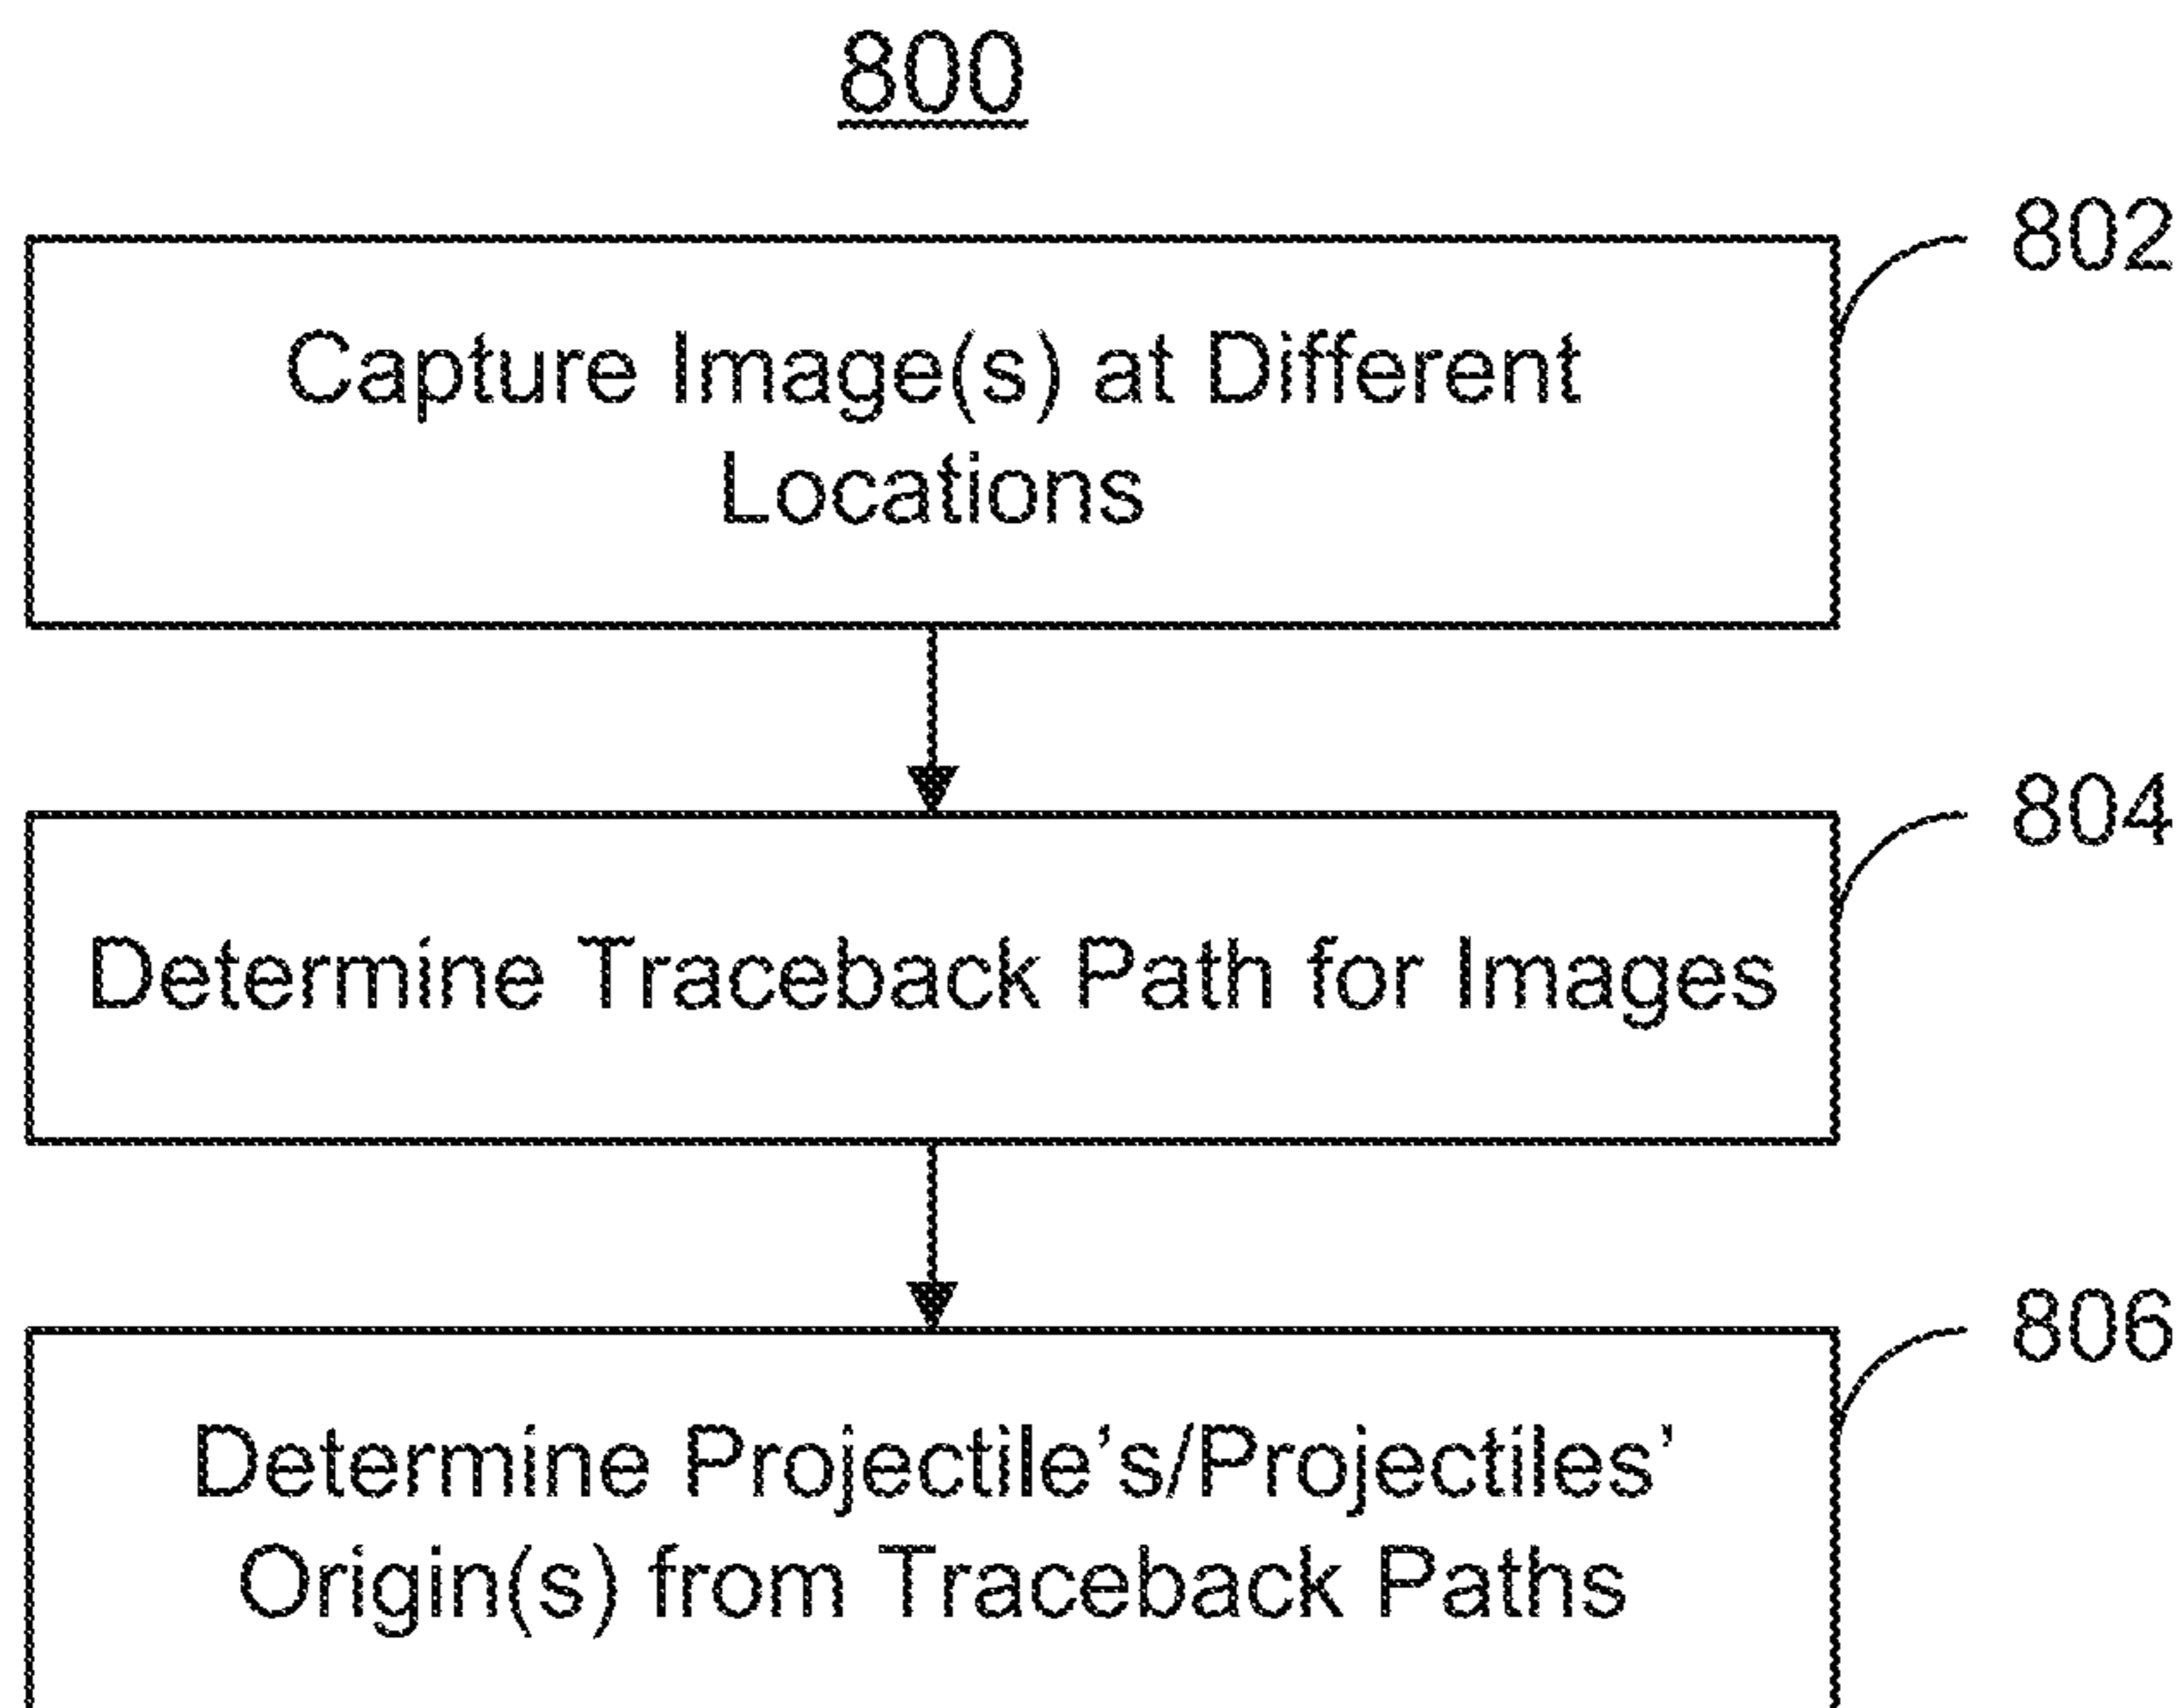 800
802
Capture Image(s) at Different
Locations
804
Determine Traceback Path for Images
806
Determine Projectile’s/Projectiles’
Origin(s) from Traceback Paths